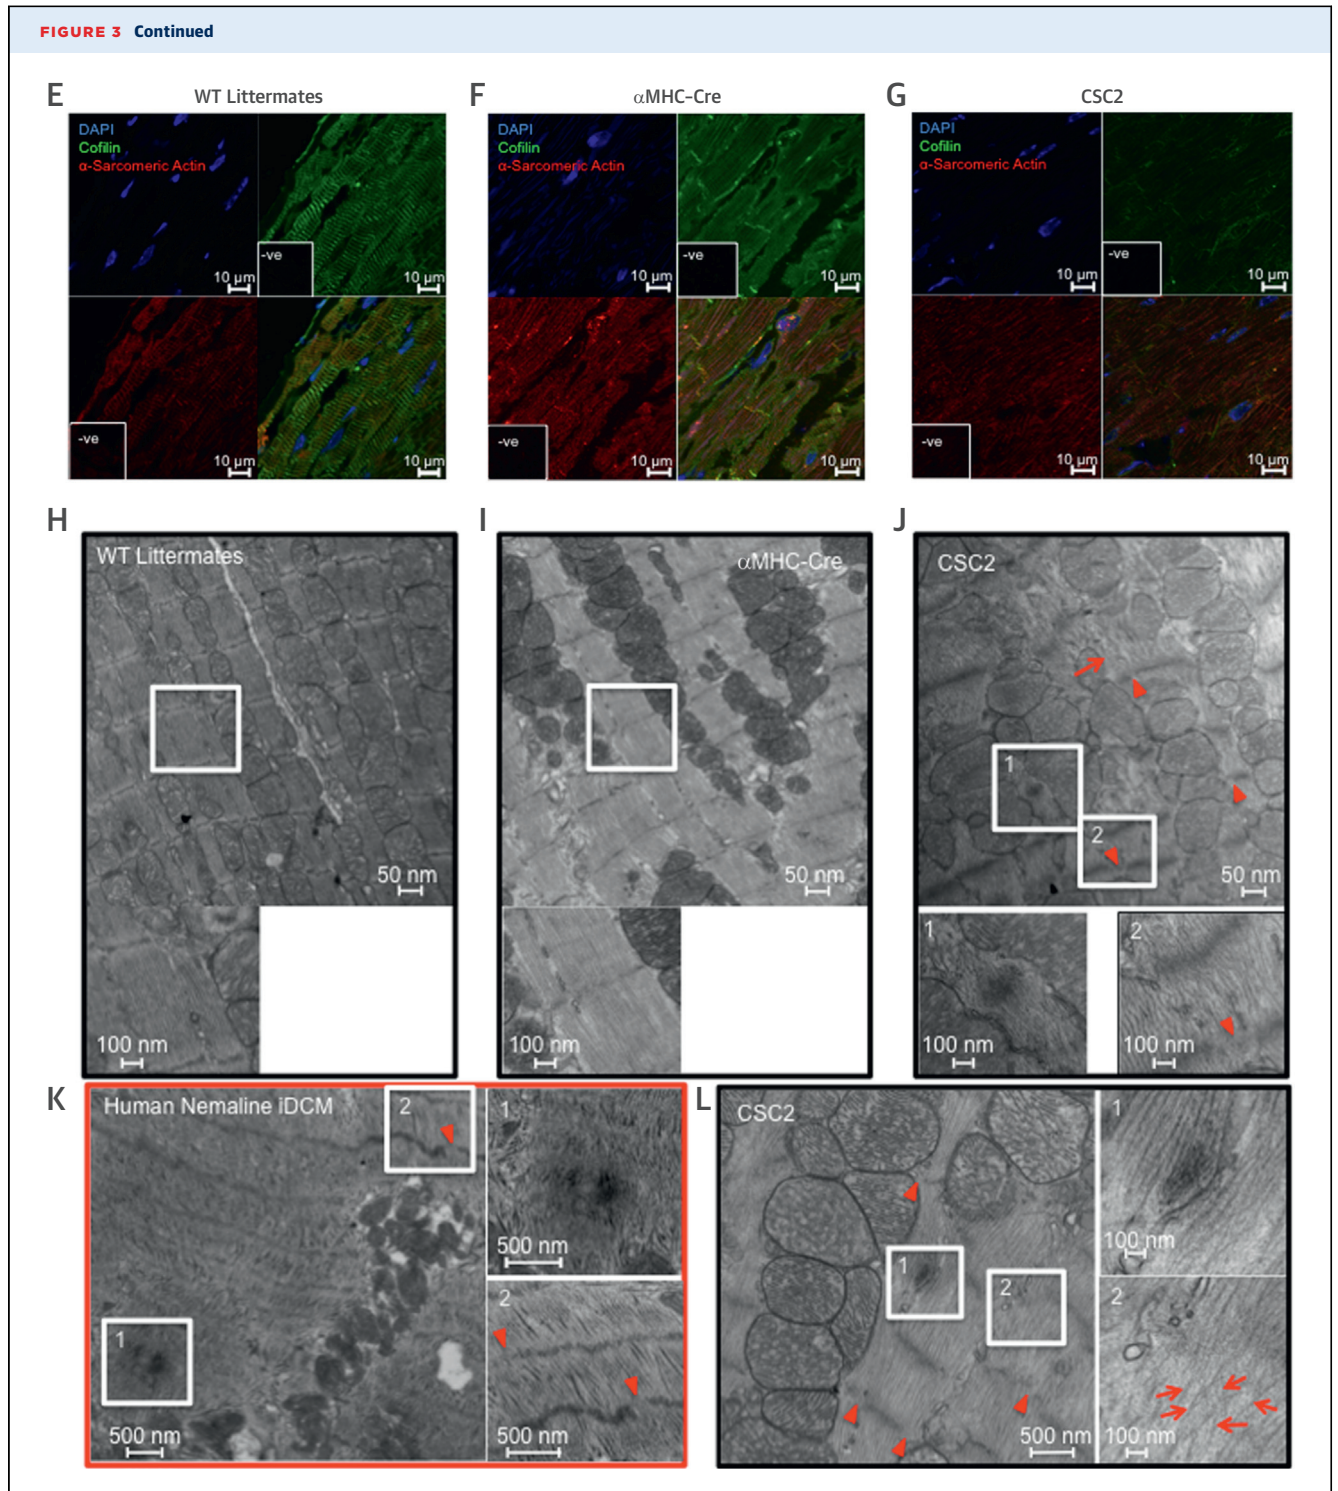 FIGURE 3 Continued
E
WT Littermates
F
αMHC-Cre
G
CSC2
DAPI
Cofilin
α-Sarcomeric Actin
10 µm
-ve
10 µm
-ve
10 µm
10 µm
DAPI
Cofilin
α-Sarcomeric Actin
10 µm
-ve
10 µm
-ve
10 µm
10 µm
DAPI
Cofilin
α-Sarcomeric Actin
10 µm
-ve
10 µm
-ve
10 µm
10 µm
H
WT Littermates
50 nm
100 nm
I
αMHC-Cre
50 nm
100 nm
J
CSC2
1
2
50 nm
1
100 nm
2
100 nm
K
Human Nemaline iDCM
2
1
500 nm
1
500 nm
2
500 nm
L
CSC2
1
2
500 nm
1
100 nm
2
100 nm